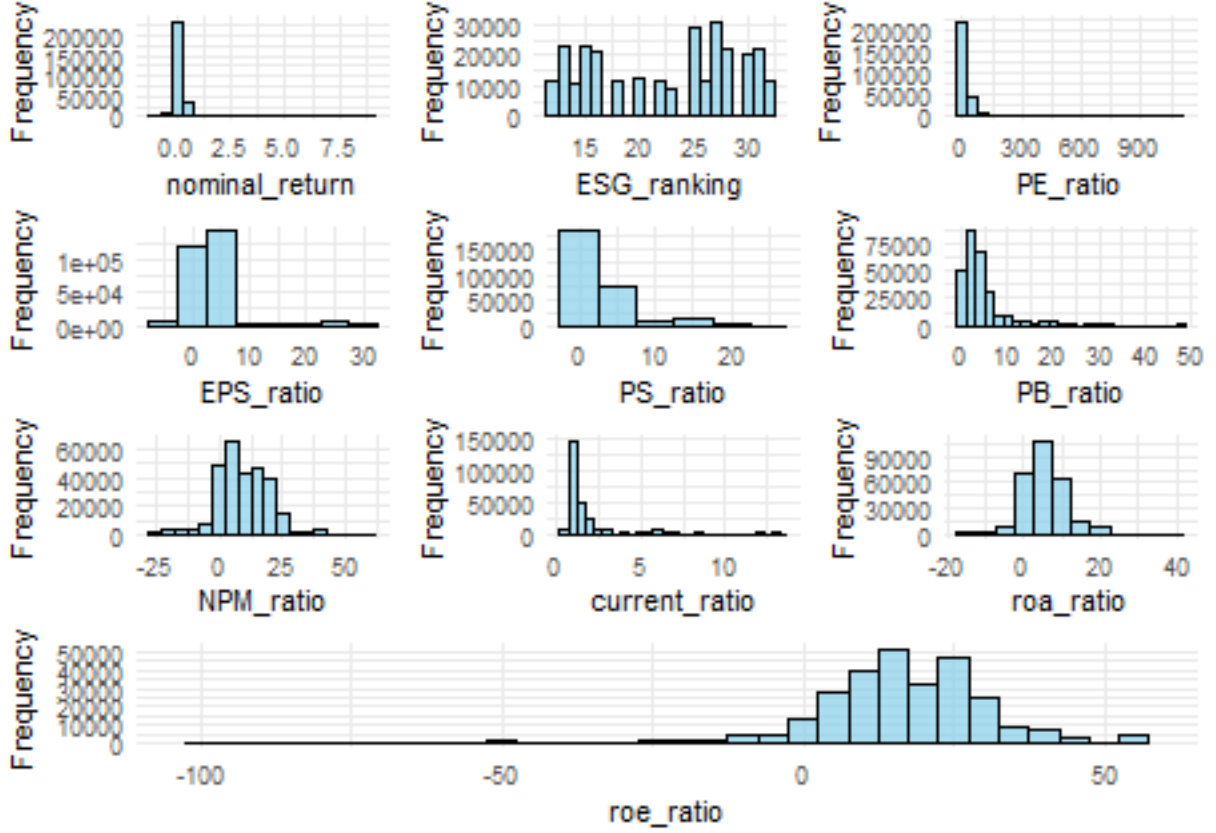 Frequency
200000
150000
100000
50000
0
0.0 2.5 5.0 7.5
nominal_return
Frequency
30000
20000
10000
0
15 20 25 30
ESG_ranking
Frequency
200000
150000
100000
50000
0
0 300 600 900
PE_ratio
Frequency
1e+05
5e+04
0e+00
0 10 20 30
EPS_ratio
Frequency
150000
100000
50000
0
0 10 20
PS_ratio
Frequency
75000
50000
25000
0
0 10 20 30 40 50
PB_ratio
Frequency
60000
40000
20000
0
-25 0 25 50
NPM_ratio
Frequency
150000
100000
50000
0
0 5 10
current_ratio
Frequency
90000
60000
30000
0
-20 0 20 40
roa_ratio
Frequency
50000
40000
30000
20000
10000
0
-100 -50 0 50
roe_ratio